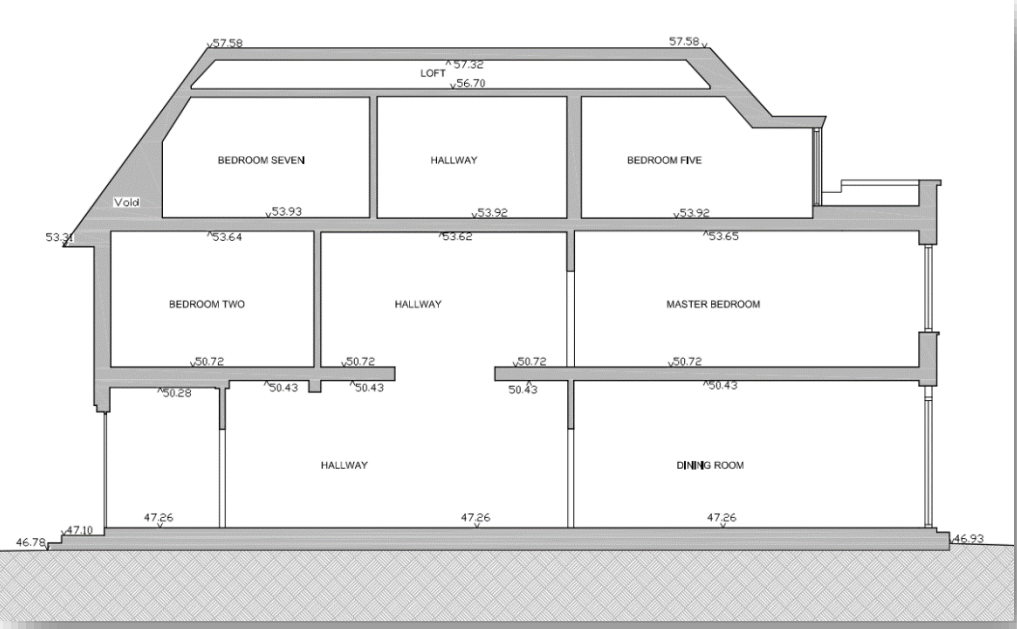 57.58
57.58
57.32
LOFT
56.70
BEDROOM SEVEN
HALLWAY
BEDROOM FIVE
Void
53.93
53.92
53.92
53.31
53.64
53.62
53.65
BEDROOM TWO
HALLWAY
MASTER BEDROOM
50.72
50.72
50.72
50.72
50.28
50.43
50.43
50.43
50.43
HALLWAY
DINING ROOM
47.26
47.26
47.26
47.10
46.78
46.93